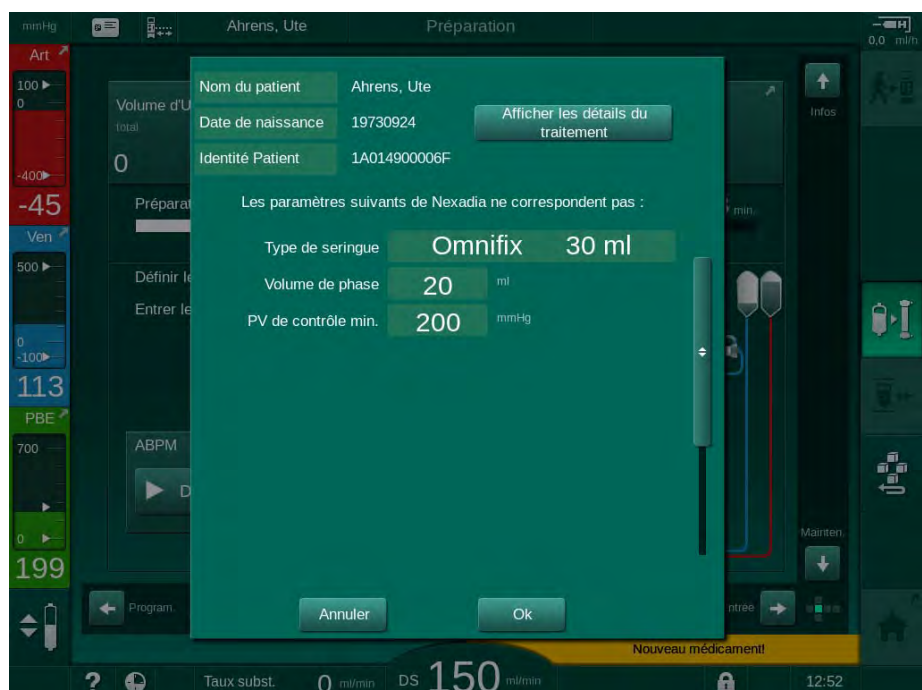 mmHg
Ahrens, Ute
Préparation
0,0 ml/h
Art
100
0
-400
-45
Ven
500
0
-100
113
PBE
700
0
199
Volume d'U
total
0
Préparat
Définir le
Entrer le
ABPM
D
Nom du patient Ahrens, Ute
Date de naissance 19730924
Afficher les détails du
traitement
Identité Patient 1A014900006F
Les paramètres suivants de Nexadia ne correspondent pas :
Type de seringue Omnifix 30 ml
Volume de phase 20 ml
PV de contrôle min. 200 mmHg
Annuler
Ok
Infos
min.
H
Mainten.
Program.
ntrée
Nouveau médicament!
? Taux subst. 0 ml/min DS 150 ml/min 12:52